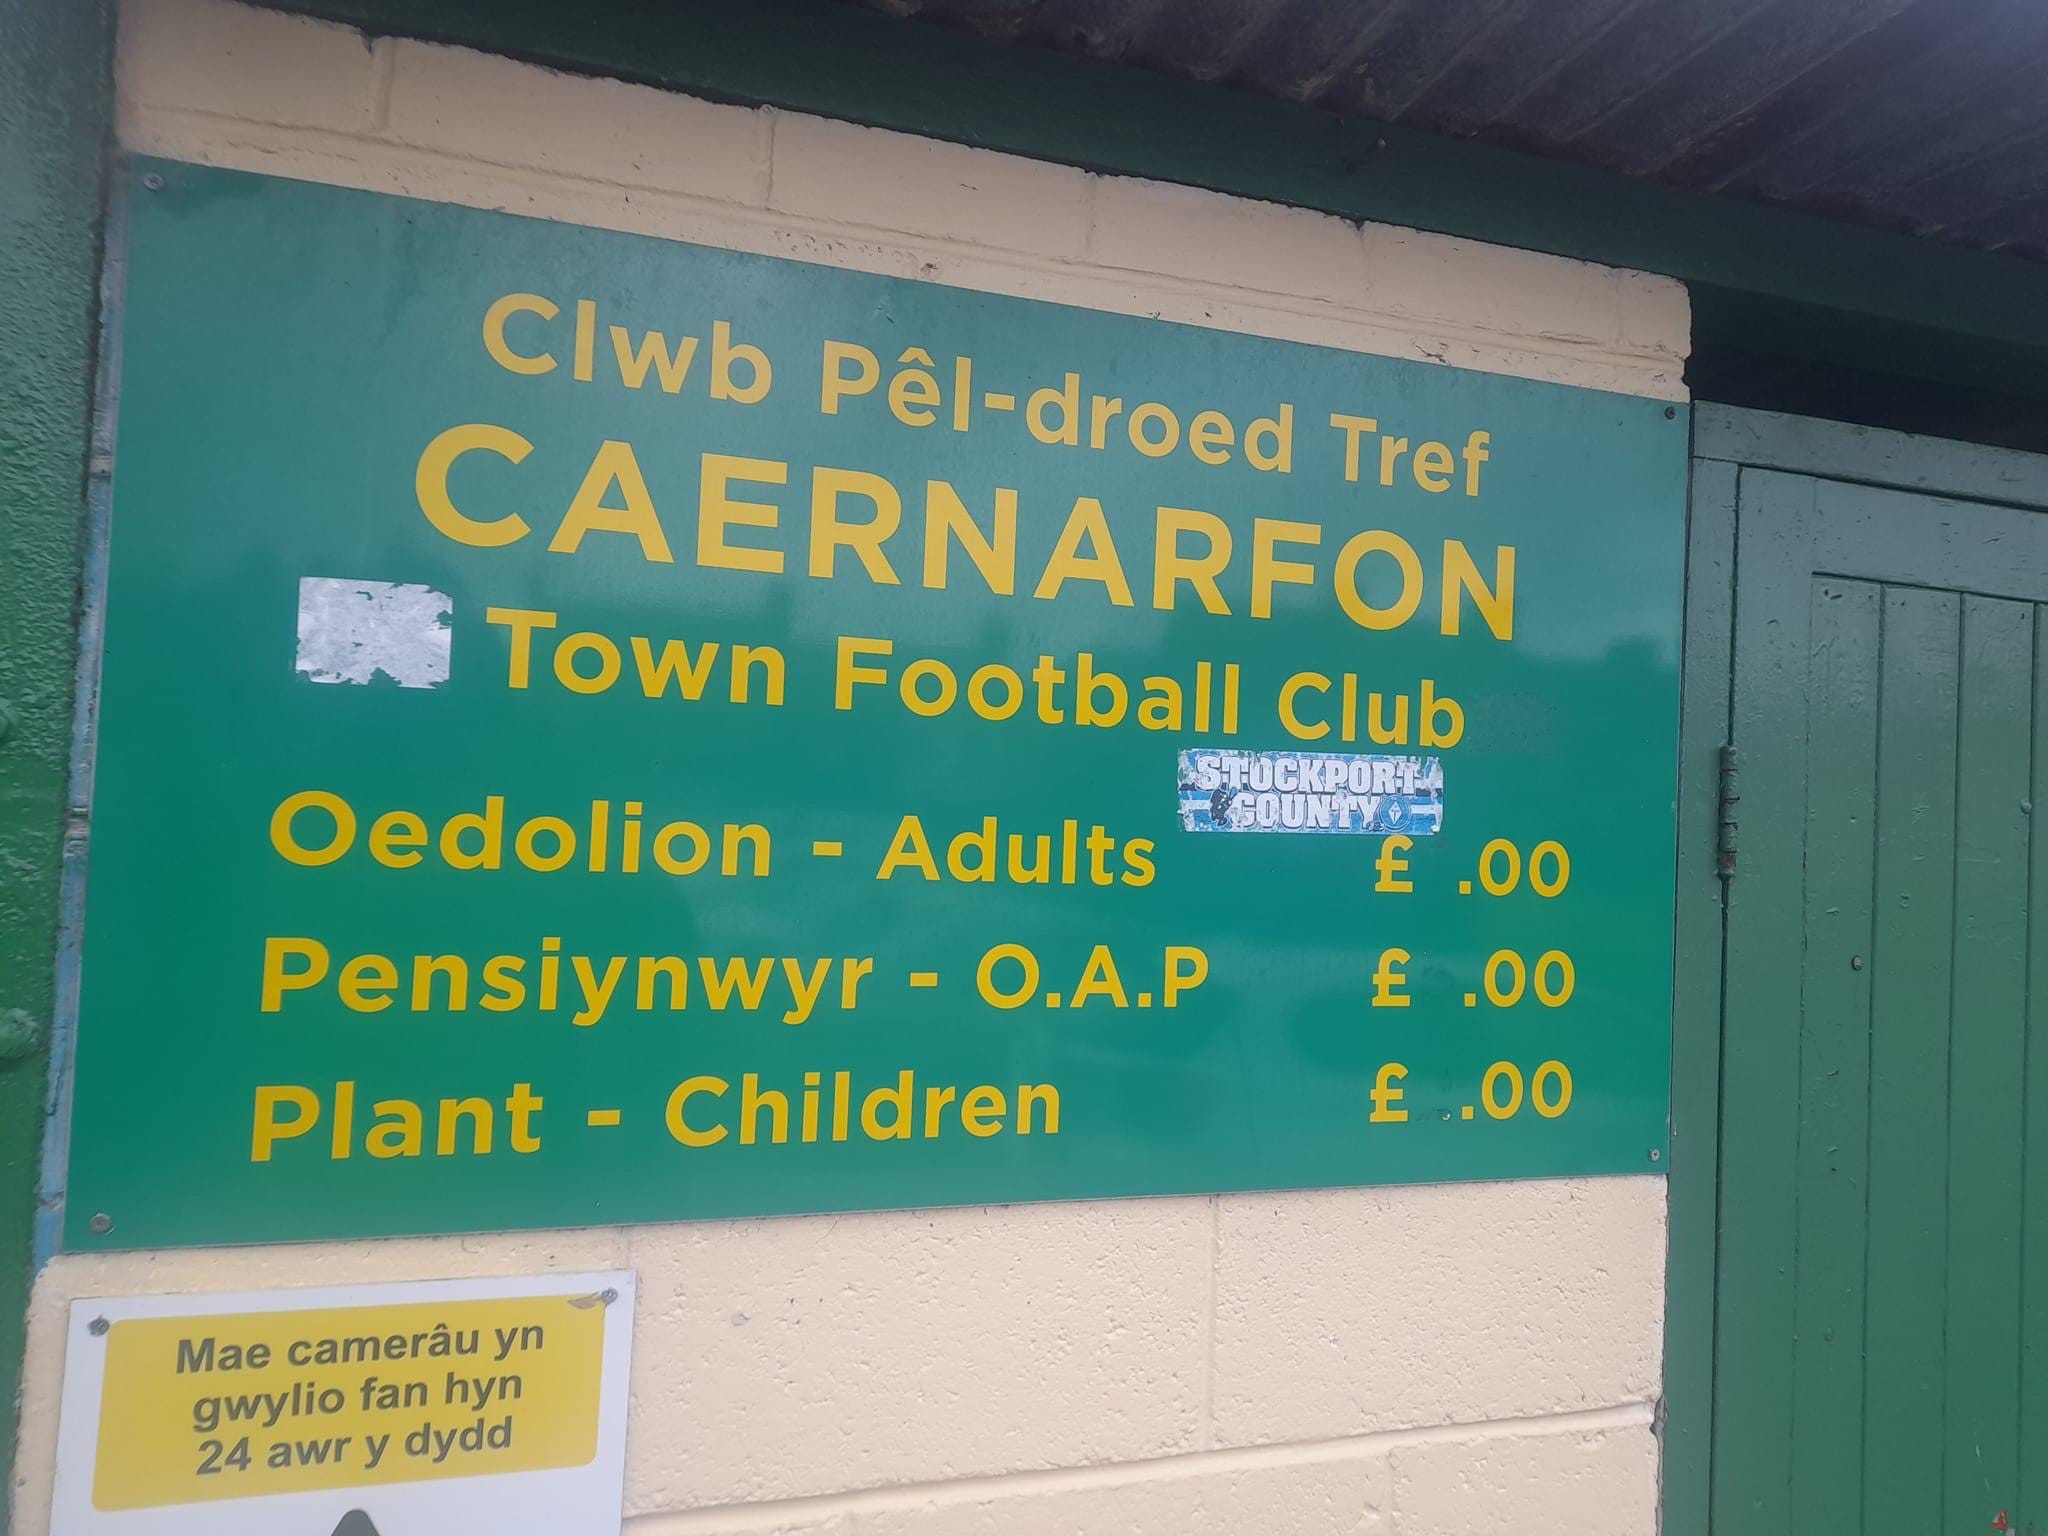 Clwb Pêl-droed Tref
CAERNARFON
Town Football Club
STOCKPORT
COUNTY
Oedolion - Adults £ .00
Pensiynwyr - O.A.P £ .00
Plant - Children £ .00
Mae camerâu yn
gwylio fan hyn
24 awr y dydd